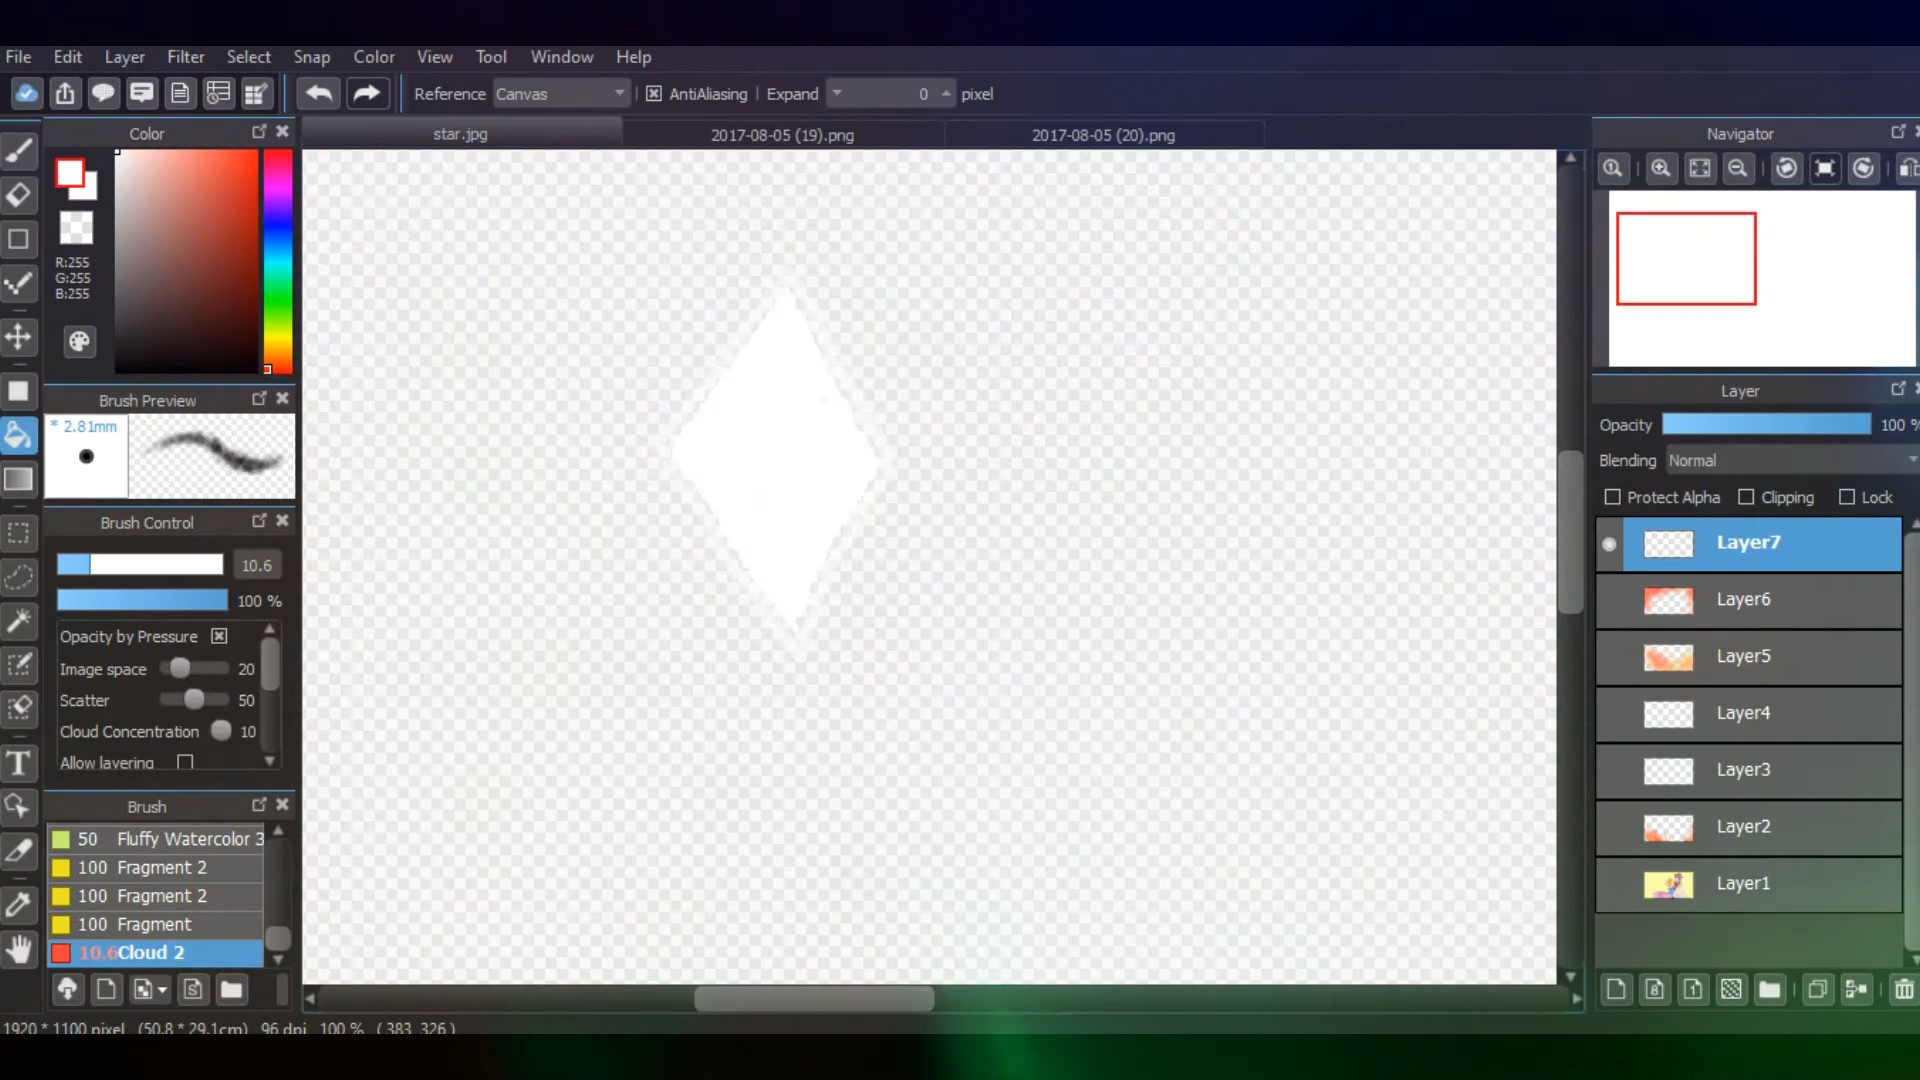 File Edit Layer Filter Select Snap Color View Tool Window Help
Reference Canvas AntiAliasing Expand 0 pixel
Color
star.jpg
2017-08-05 (19).png
2017-08-05 (20).png
Navigator
R:255
G:255
B:255
Brush Preview
* 2.81mm
Brush Control
10.6
100 %
Opacity by Pressure
Image space 20
Scatter 50
Cloud Concentration 10
Allow layering
Brush
50 Fluffy Watercolor 3
100 Fragment 2
100 Fragment 2
100 Fragment
10.6 Cloud 2
Layer
Opacity 100 %
Blending Normal
Protect Alpha Clipping Lock
Layer7
Layer6
Layer5
Layer4
Layer3
Layer2
Layer1
1920 * 1100 pixel (50.8 * 29.1cm) 96 dpi 100 % ( 383, 326 )